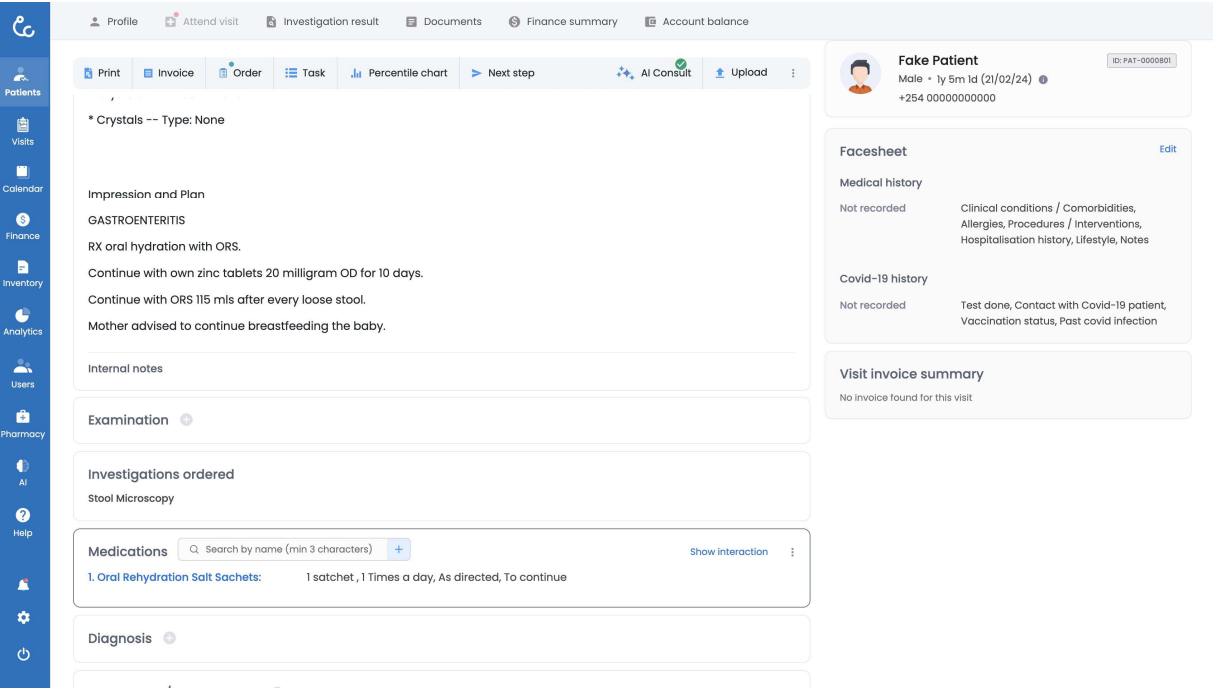 Profile
Attend visit
Investigation result
Documents
Finance summary
Account balance
Patients
Visits
Calendar
Finance
Inventory
Analytics
Users
Pharmacy
AI
Help
Print
Invoice
Order
Task
Percentile chart
Next step
AI Consult
Upload
* Crystals -- Type: None
Impression and Plan
GASTROENTERITIS
RX oral hydration with ORS.
Continue with own zinc tablets 20 milligram OD for 10 days.
Continue with ORS 115 mls after every loose stool.
Mother advised to continue breastfeeding the baby.
Internal notes
Examination
Investigations ordered
Stool Microscopy
Medications
Search by name (min 3 characters)
Show interaction
1. Oral Rehydration Salt Sachets: 1 satchet , 1 Times a day, As directed, To continue
Diagnosis
Fake Patient
ID: PAT-0000801
Male • 1y 5m 1d (21/02/24)
+254 00000000000
Facesheet
Edit
Medical history
Not recorded
Clinical conditions / Comorbidities,
Allergies, Procedures / Interventions,
Hospitalisation history, Lifestyle, Notes
Covid-19 history
Not recorded
Test done, Contact with Covid-19 patient,
Vaccination status, Past covid infection
Visit invoice summary
No invoice found for this visit